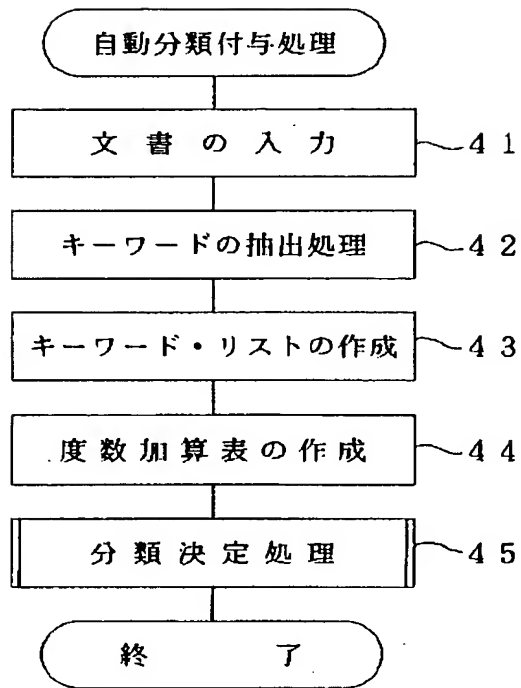 自動分類付与処理
文書の入力 41
キーワードの抽出処理 42
キーワード・リストの作成 43
度数加算表の作成 44
分類決定処理 45
終了